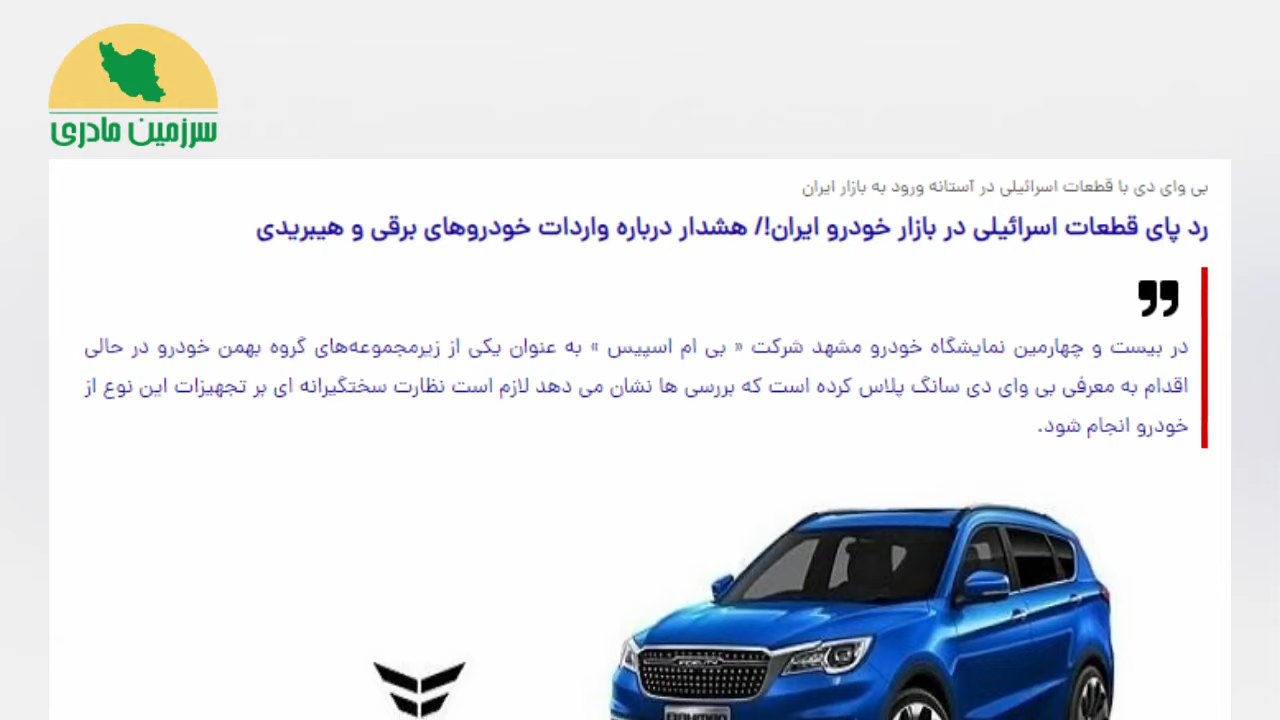 سرزمین مادری
بی وای دی با قطعات اسرائیلی در آستانه ورود به بازار ایران
رد پای قطعات اسرائیلی در بازار خودرو ایران!/ هشدار درباره واردات خودروهای برقی و هیبریدی
در بیست و چهارمین نمایشگاه خودرو مشهد شرکت « بی ام اسپیس » به عنوان یکی از زیرمجموعه‌های گروه بهمن خودرو در حالی
اقدام به معرفی بی وای دی سانگ پلاس کرده است که بررسی ها نشان می دهد لازم است نظارت سختگیرانه ای بر تجهیزات این نوع از
خودرو انجام شود.